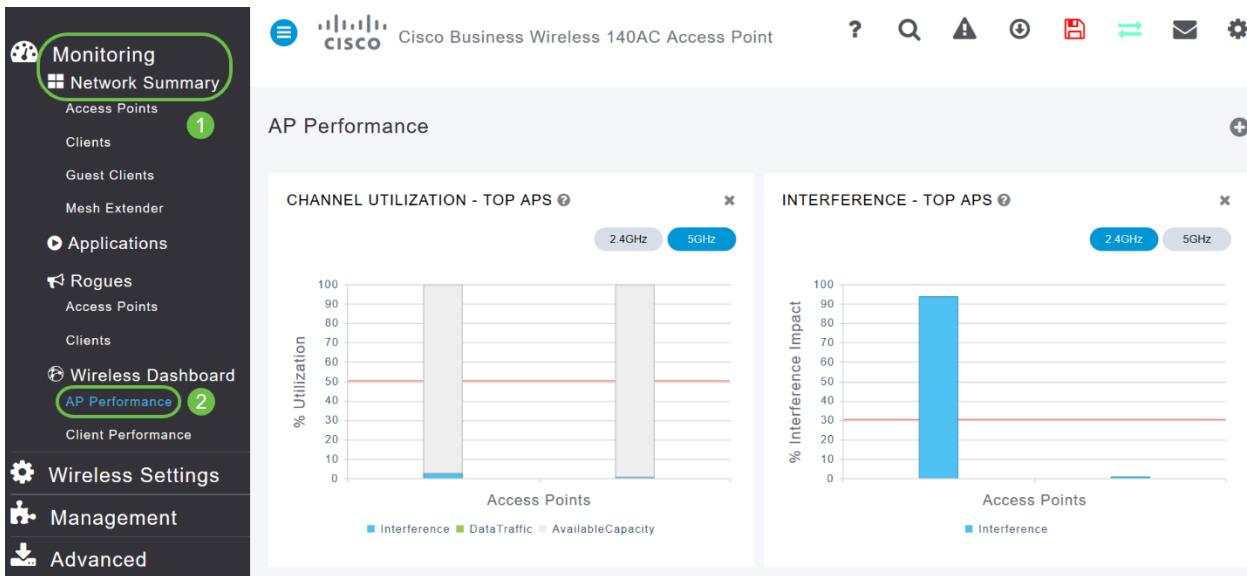 Monitoring
Network Summary
Access Points
1
Clients
Guest Clients
Mesh Extender
Applications
Rogues
Access Points
Clients
Wireless Dashboard
AP Performance 2
Client Performance
Wireless Settings
Management
Advanced
CISCO Cisco Business Wireless 140AC Access Point ?
AP Performance
CHANNEL UTILIZATION - TOP APS ?
2.4GHz 5GHz
% Utilization
100
90
80
70
60
50
40
30
20
10
0
Access Points
Interference DataTraffic AvailableCapacity
INTERFERENCE - TOP APS ?
2.4GHz 5GHz
% Interference Impact
100
90
80
70
60
50
40
30
20
10
0
Access Points
Interference